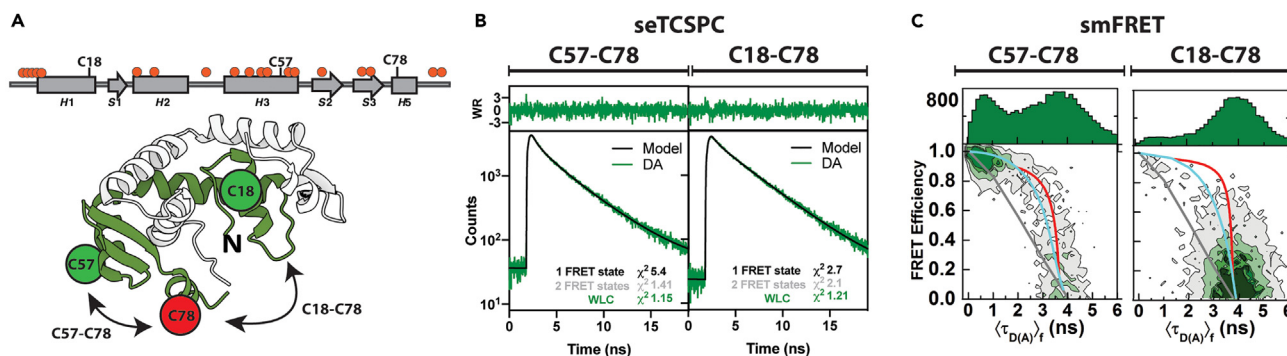 A
C18
C57
C78
H1
S1
H2
H3
S2
S3
H5
C18
N
C57
C78
C57-C78
C18-C78
B
seTCSPC
C57-C78
C18-C78
WR
3
0
-3
Model
DA
Model
DA
Counts
10³
10²
10¹
1 FRET state χ² 5.4
2 FRET states χ² 1.41
WLC χ² 1.15
1 FRET state χ² 2.7
2 FRET states χ² 2.1
WLC χ² 1.21
0 5 10 15
0 5 10 15
Time (ns)
Time (ns)
C
smFRET
C57-C78
C18-C78
800
FRET Efficiency
1.0
0.8
0.6
0.4
0.2
0.0
0 1 2 3 4 5 6
0 1 2 3 4 5 6
⟨τD(A)⟩f (ns)
⟨τD(A)⟩f (ns)